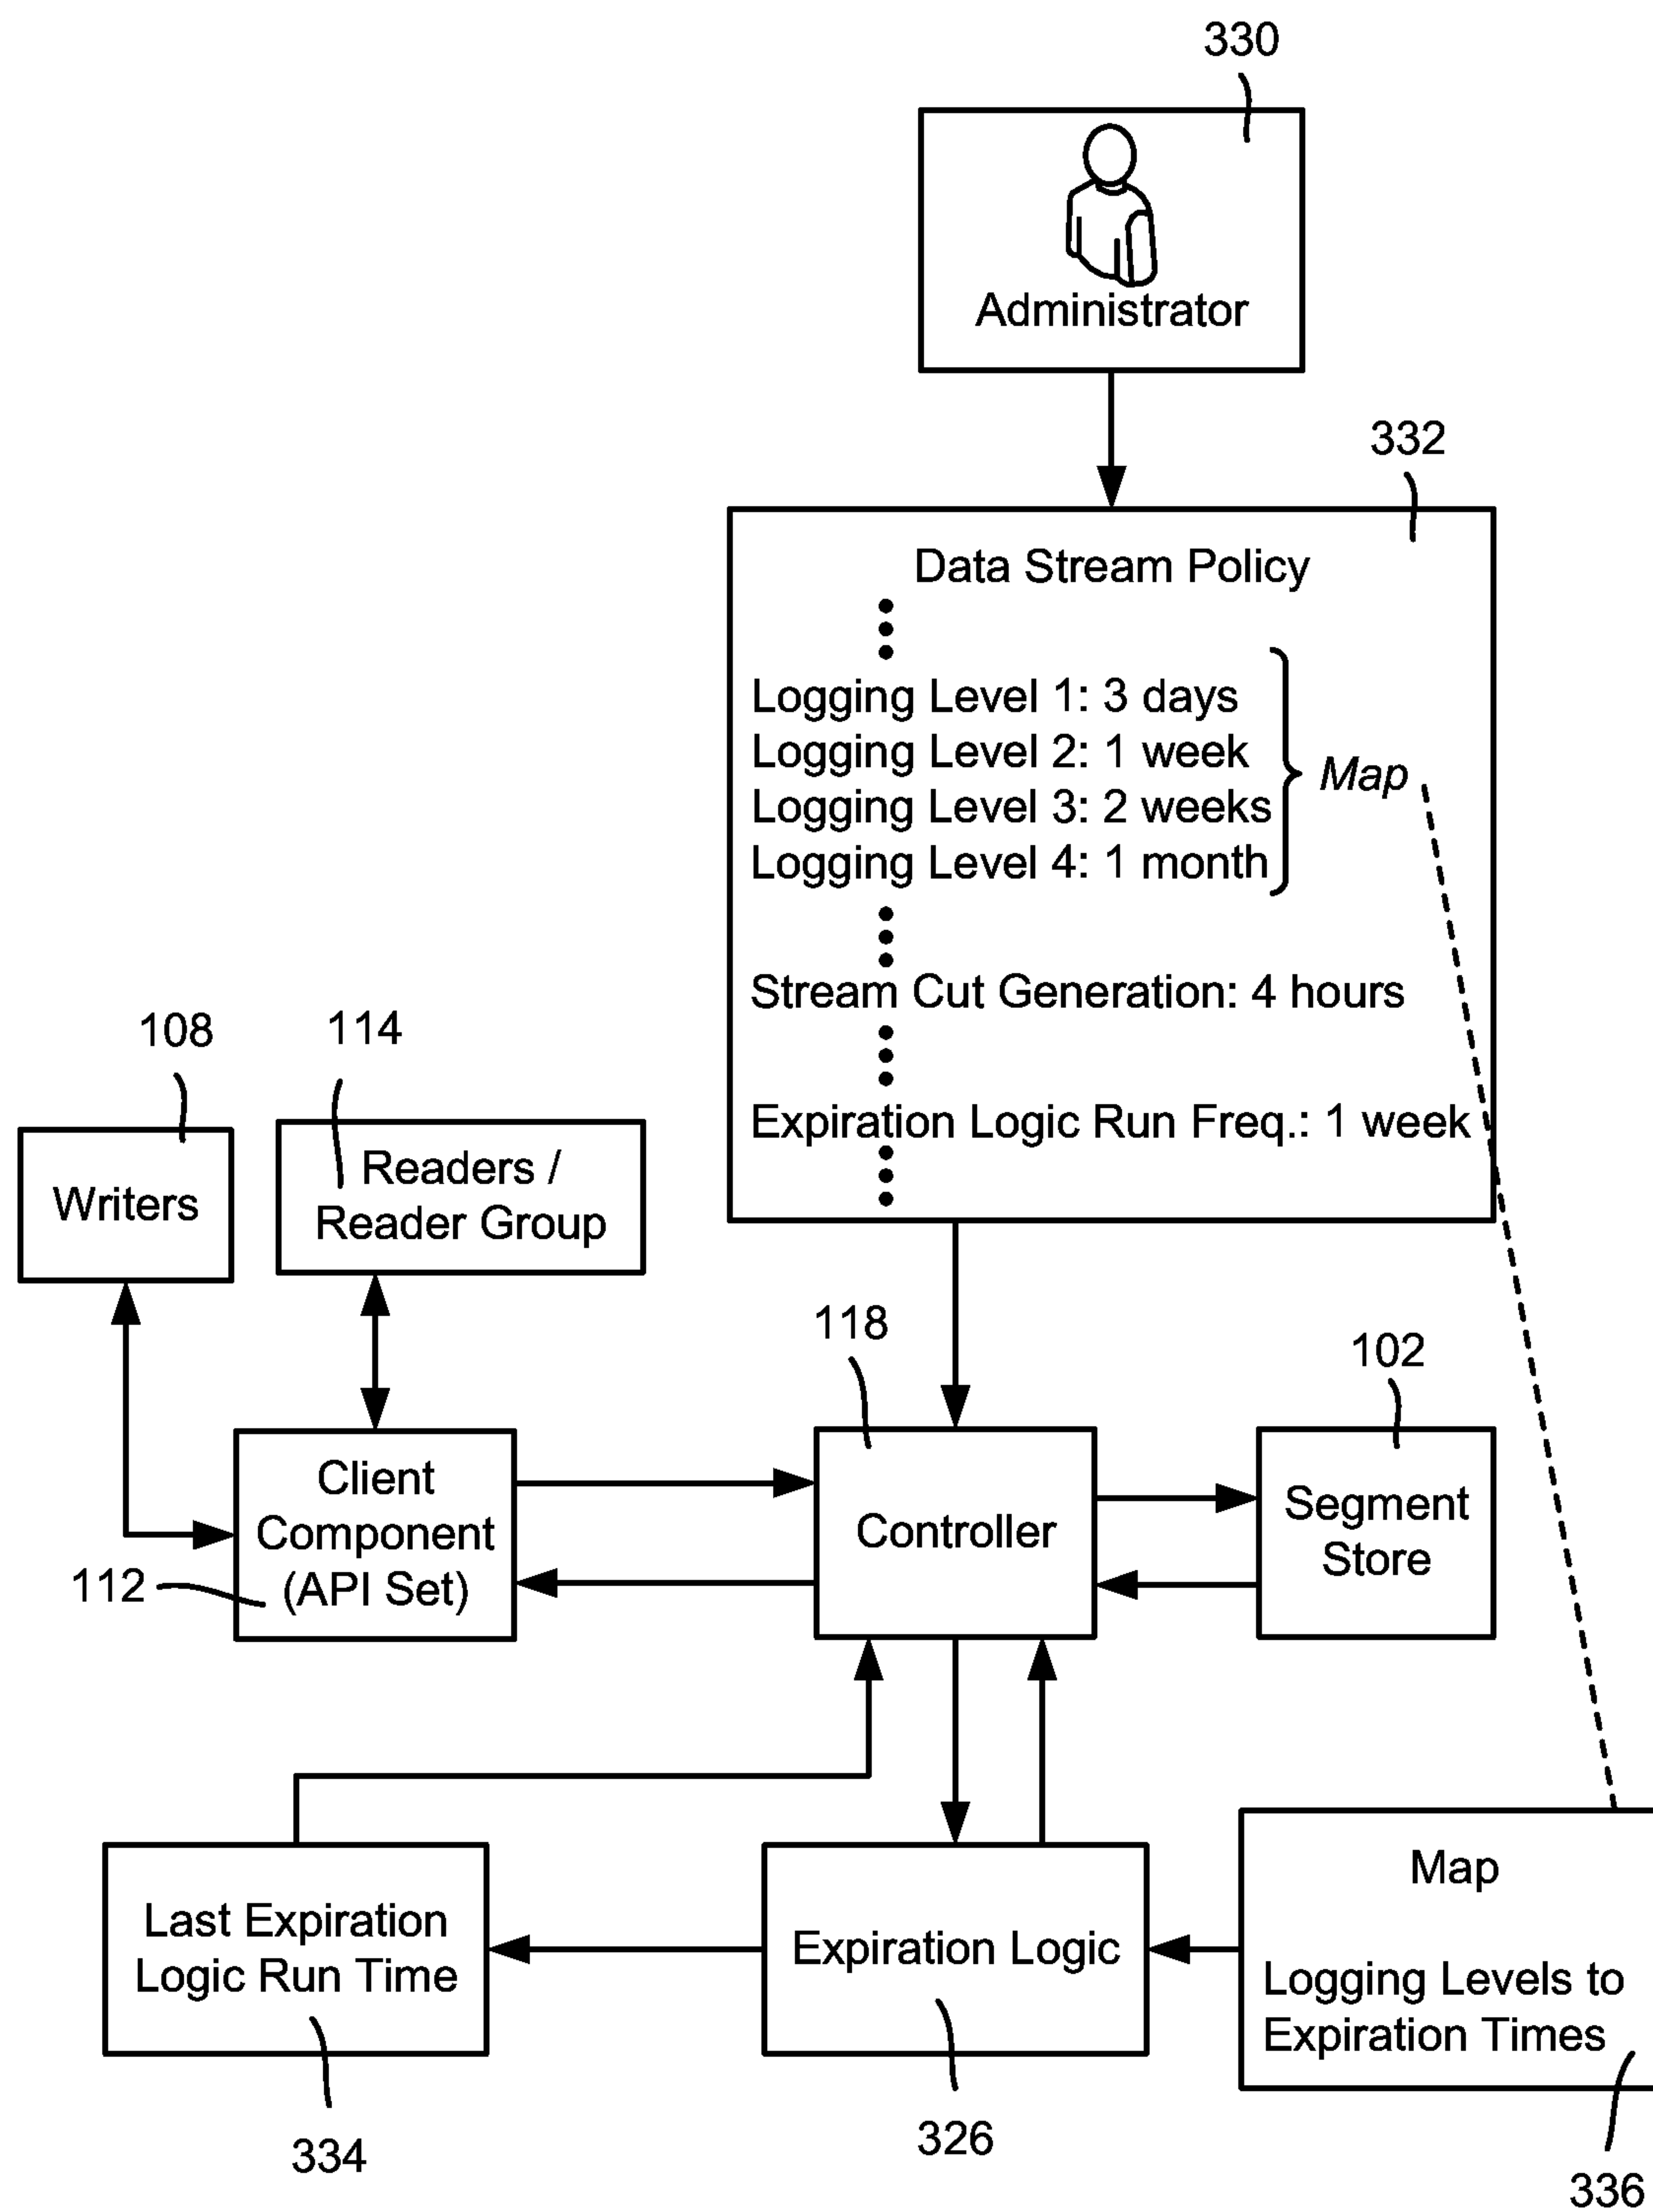 330
Administrator
332
Data Stream Policy
Logging Level 1: 3 days
Logging Level 2: 1 week
Logging Level 3: 2 weeks
Logging Level 4: 1 month
Map
Stream Cut Generation: 4 hours
Expiration Logic Run Freq.: 1 week
108
114
Writers
Readers /
Reader Group
118
102
Client
Component
(API Set)
112
Controller
Segment
Store
Last Expiration
Logic Run Time
Expiration Logic
Map
Logging Levels to
Expiration Times
334
326
336